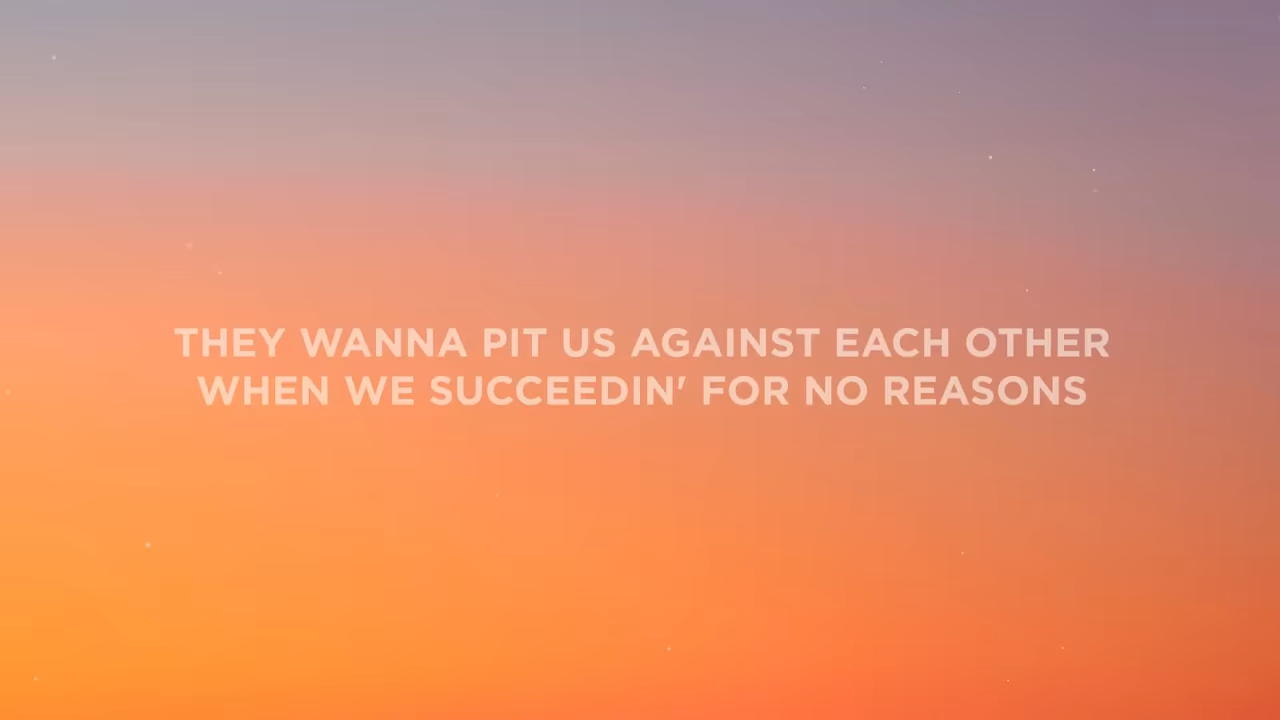 THEY WANNA PIT US AGAINST EACH OTHER
WHEN WE SUCCEEDIN' FOR NO REASONS